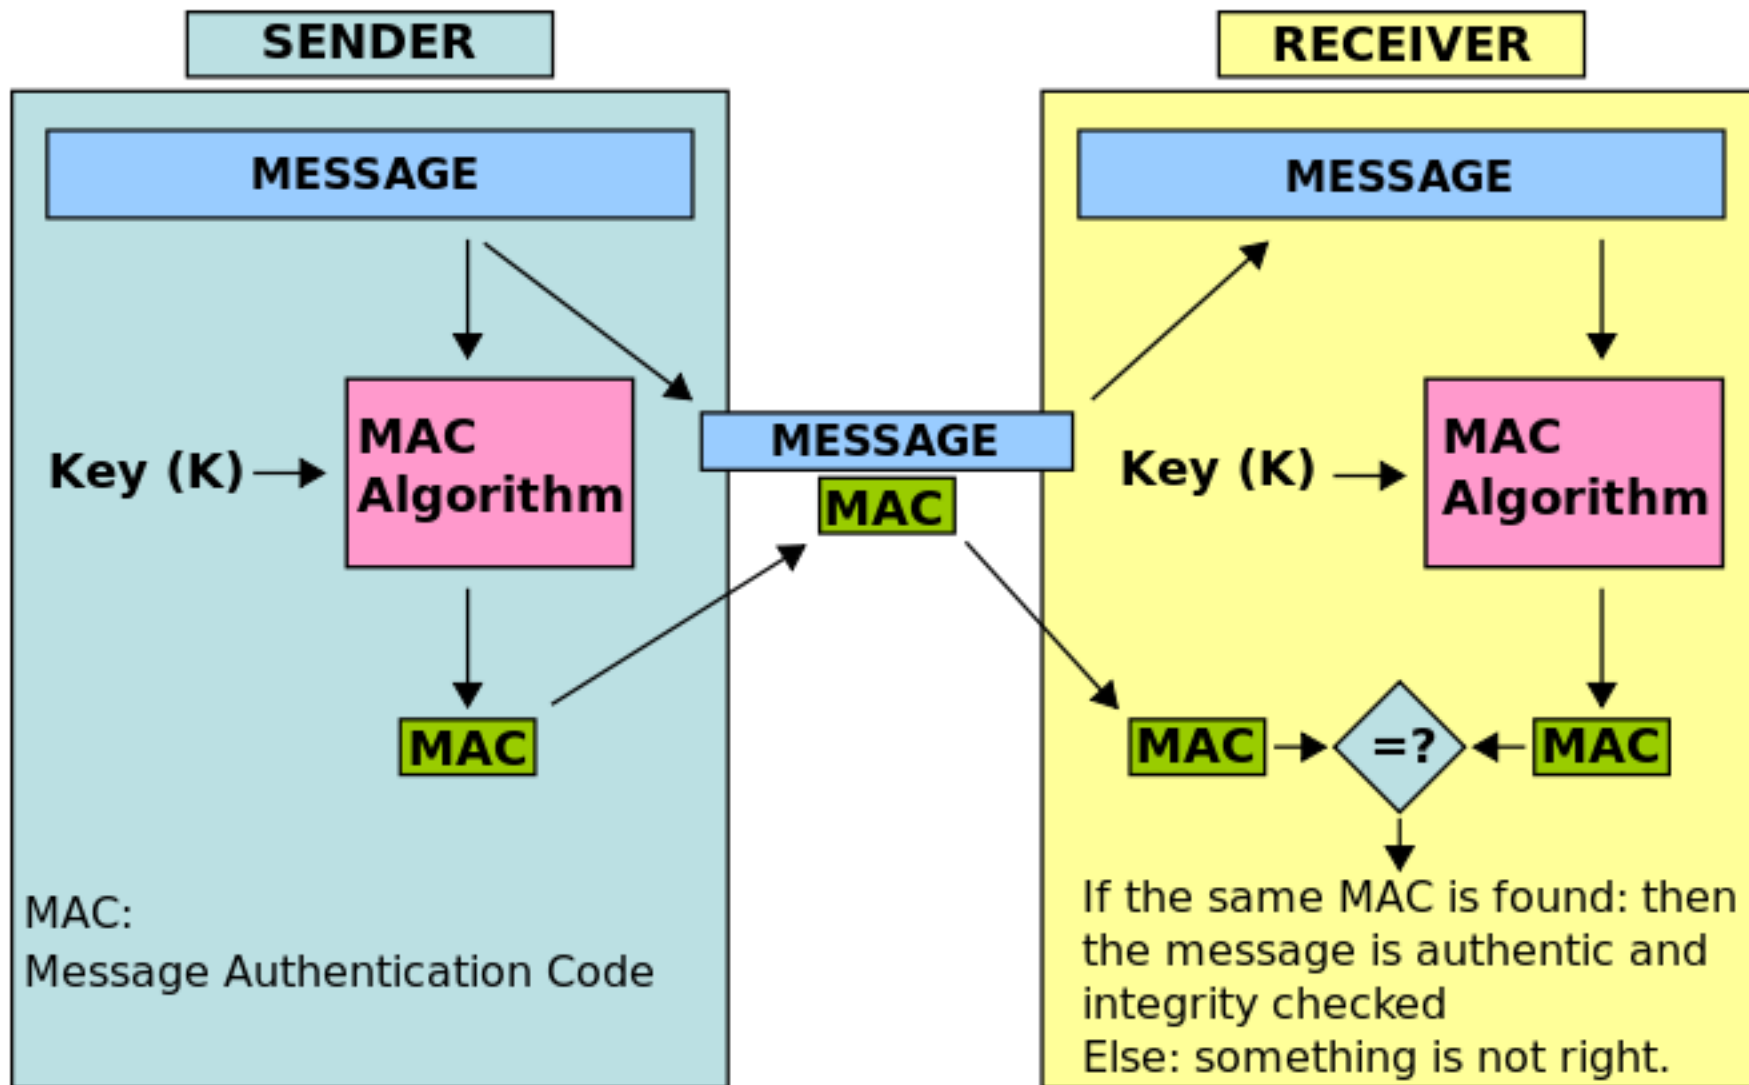 SENDER
MESSAGE
Key (K)
MAC
Algorithm
MAC
MAC:
Message Authentication Code
MESSAGE
MAC
RECEIVER
MESSAGE
Key (K)
MAC
Algorithm
MAC
=?
MAC
If the same MAC is found: then
the message is authentic and
integrity checked
Else: something is not right.